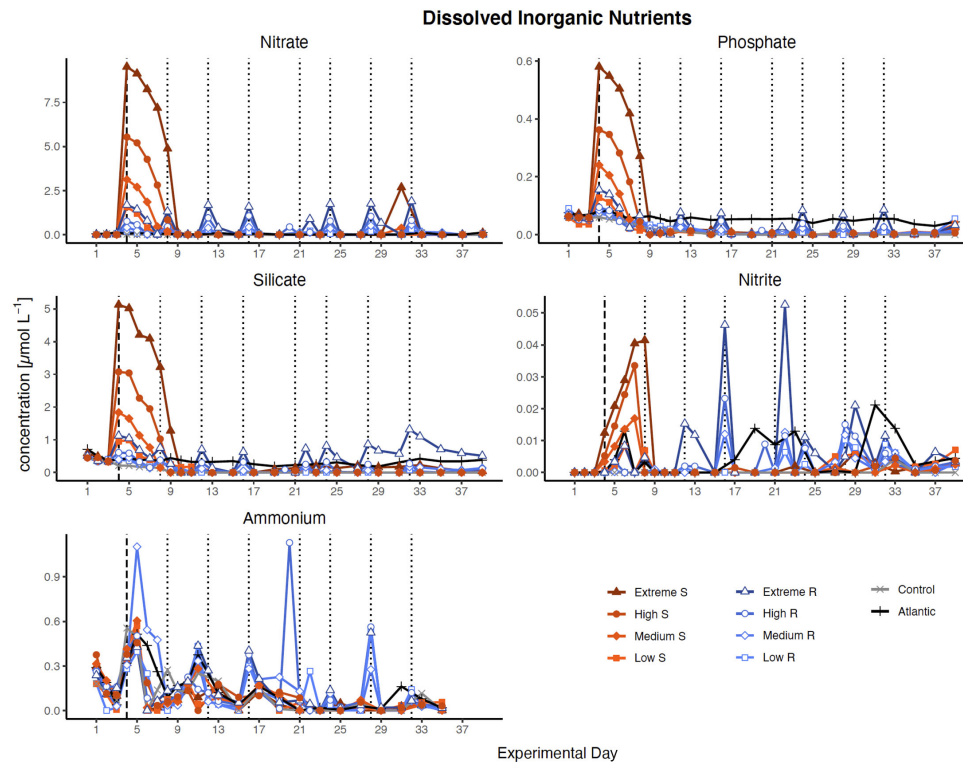 Dissolved Inorganic Nutrients
Nitrate
Phosphate
7.5
5.0
2.5
0.0
1 5 9 13 17 21 25 29 33 37
0.6
0.4
0.2
0.0
1 5 9 13 17 21 25 29 33 37
Silicate
Nitrite
5
4
3
2
1
0
1 5 9 13 17 21 25 29 33 37
0.05
0.04
0.03
0.02
0.01
0.00
1 5 9 13 17 21 25 29 33 37
concentration [µmol L⁻¹]
Ammonium
0.9
0.6
0.3
0.0
1 5 9 13 17 21 25 29 33 37
Extreme S
High S
Medium S
Low S
Extreme R
High R
Medium R
Low R
Control
Atlantic
Experimental Day